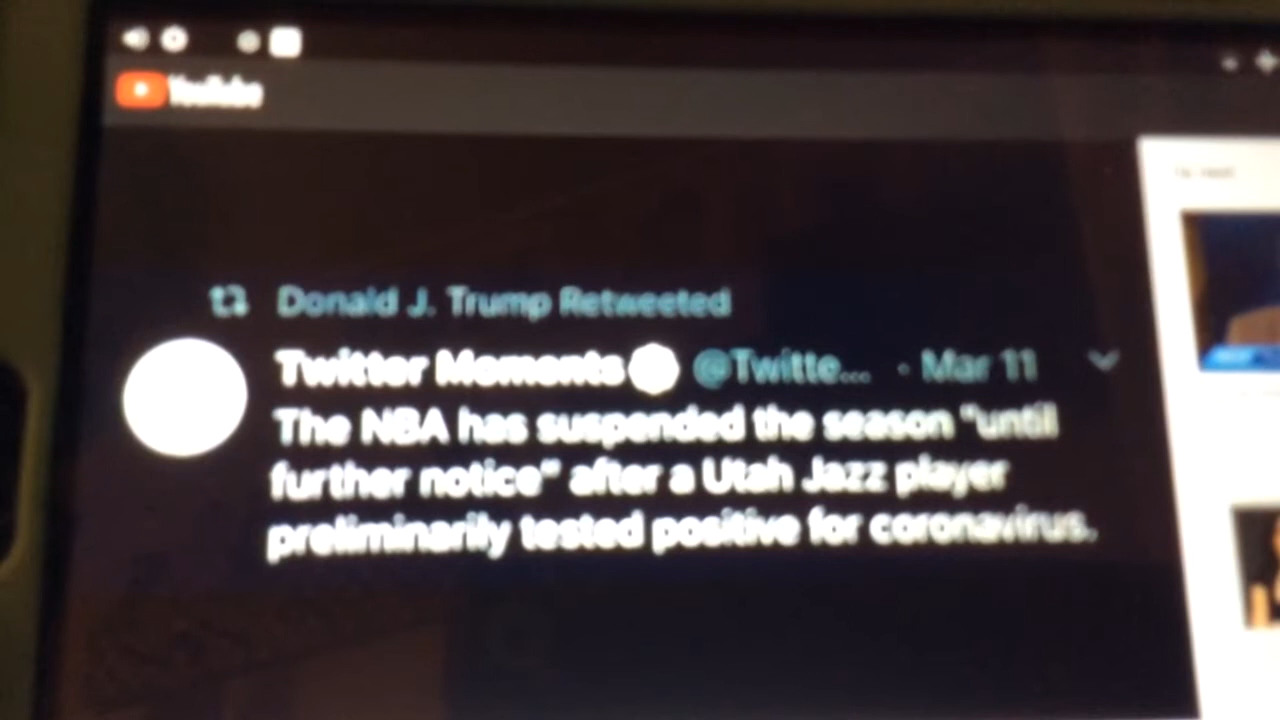 YouTube
Donald J. Trump Retweeted
Twitter Moments @Twitte... · Mar 11
The NBA has suspended the season "until
further notice" after a Utah Jazz player
preliminarily tested positive for coronavirus.